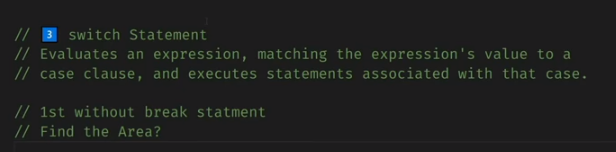 // 3️⃣ switch Statement
// Evaluates an expression, matching the expression's value to a
// case clause, and executes statements associated with that case.
// 1st without break statment
// Find the Area?